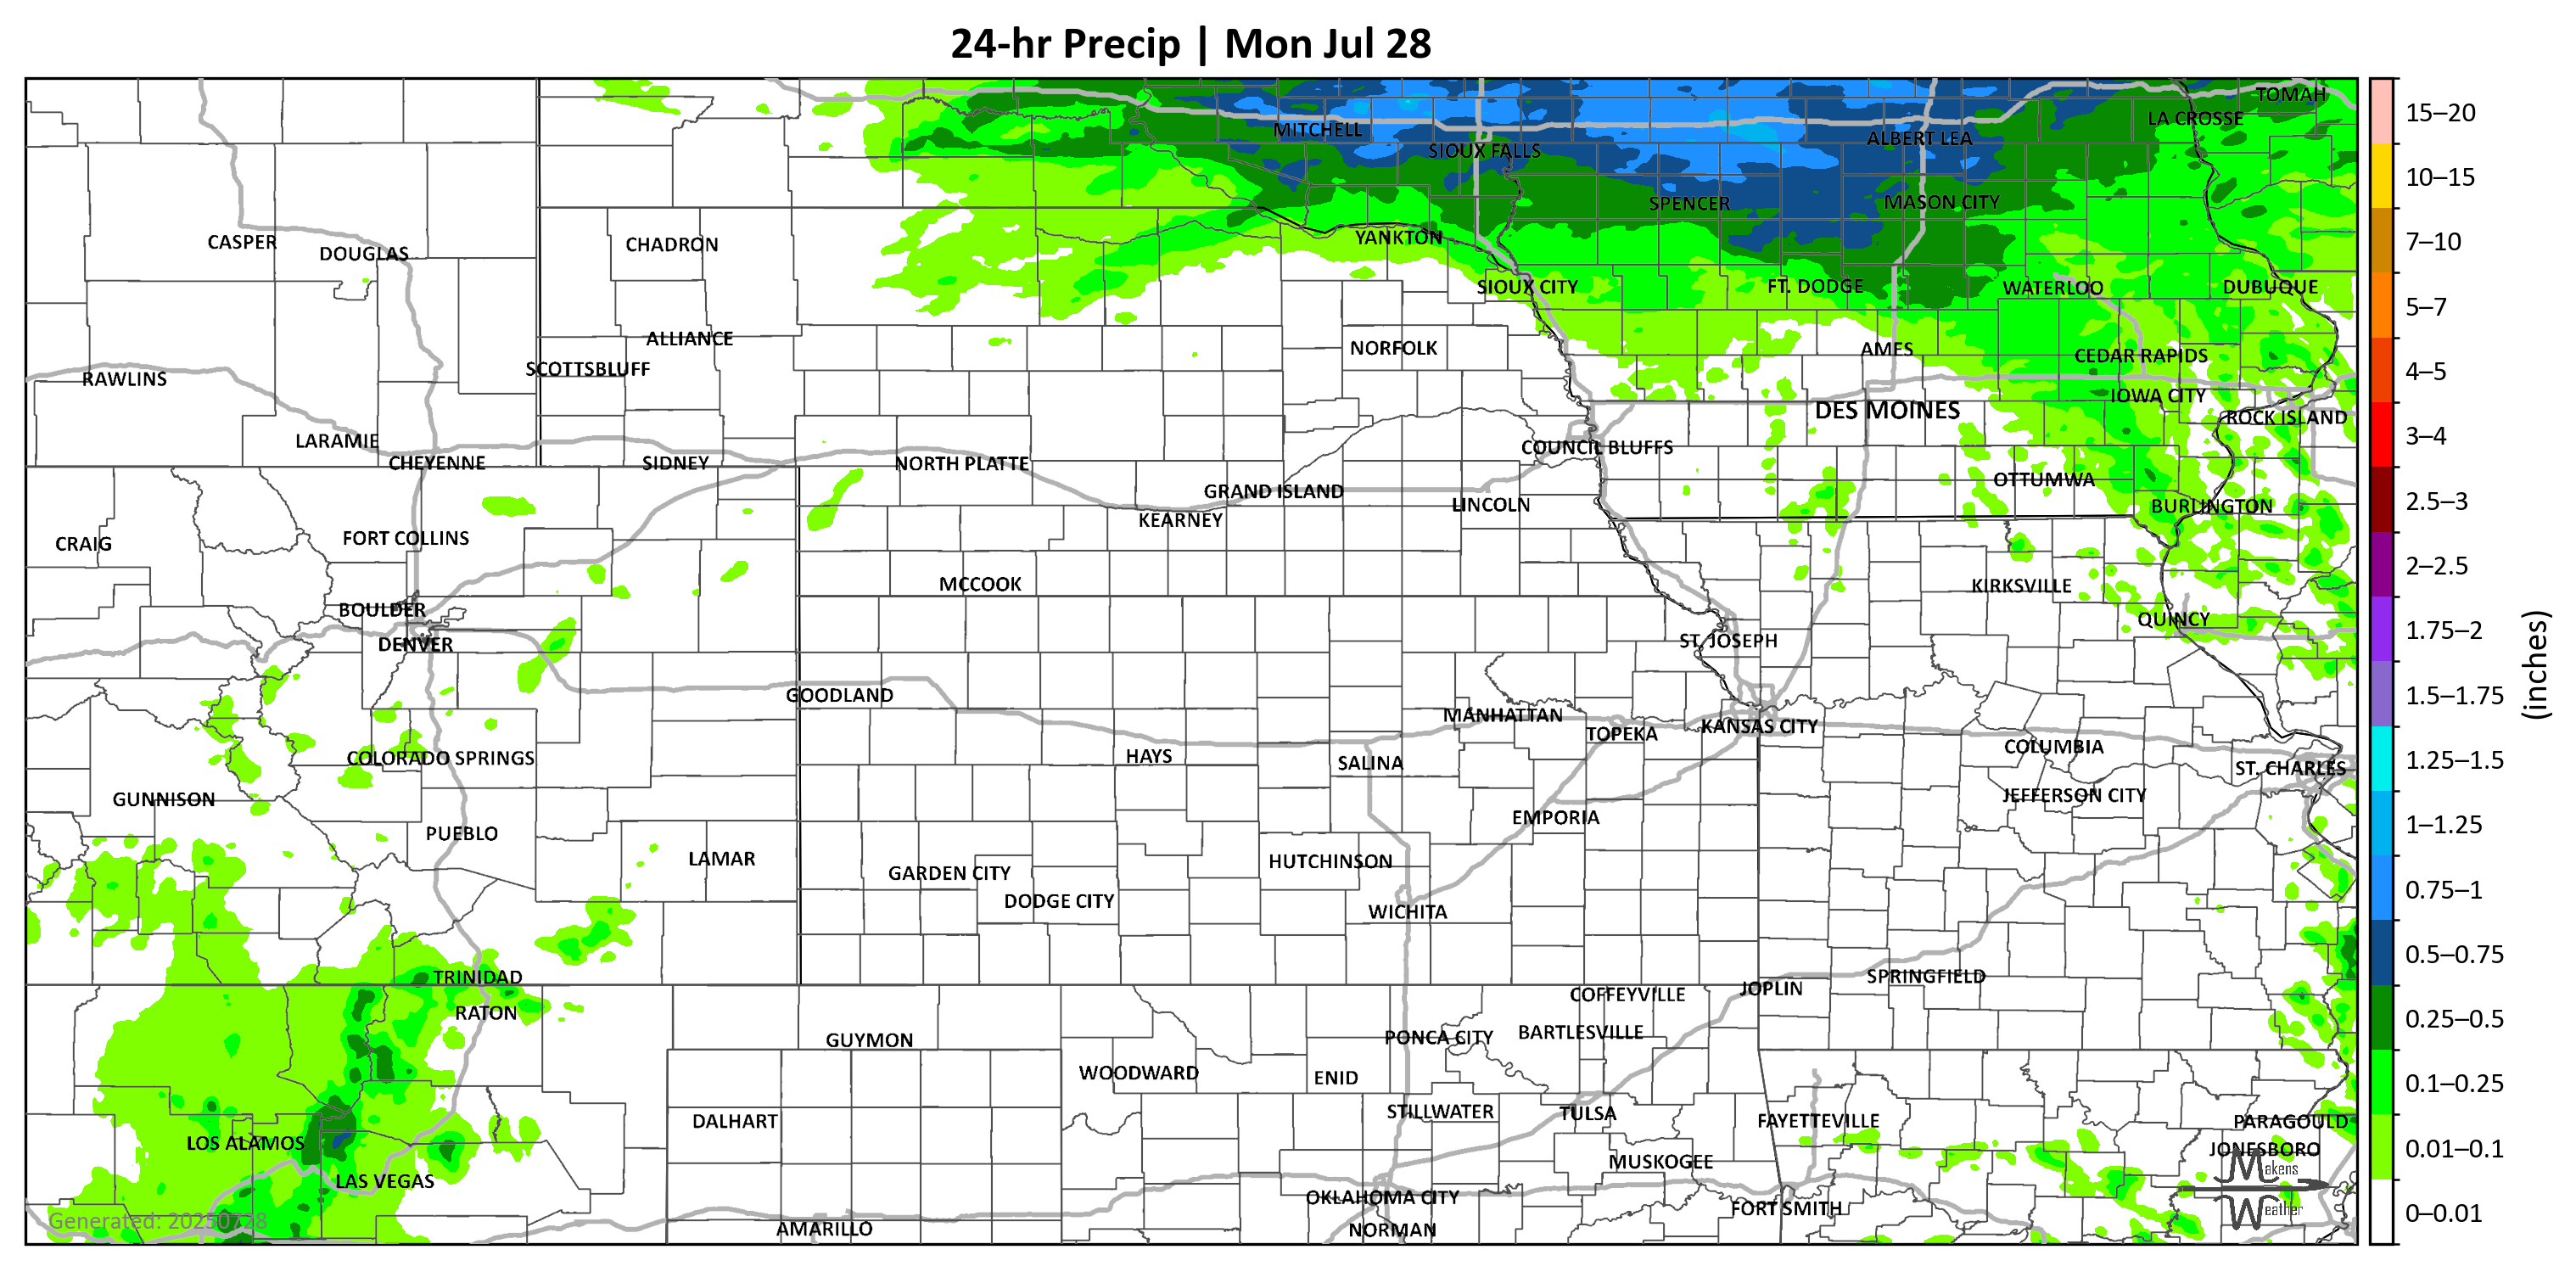 24-hr Precip | Mon Jul 28
TOMAH
LA CROSSE
MITCHELL
ALBERT LEA
SIOUX FALLS
SPENCER
MASON CITY
YANKTON
CASPER
DOUGLAS
CHADRON
SIOUX CITY
FT. DODGE
WATERLOO
DUBUQUE
ALLIANCE
NORFOLK
AMES
CEDAR RAPIDS
SCOTTSBLUFF
RAWLINS
IOWA CITY
DES MOINES
ROCK ISLAND
LARAMIE
COUNCIL BLUFFS
CHEYENNE
SIDNEY
NORTH PLATTE
OTTUMWA
GRAND ISLAND
LINCOLN
BURLINGTON
KEARNEY
FORT COLLINS
CRAIG
MCCOOK
KIRKSVILLE
BOULDER
QUINCY
DENVER
ST. JOSEPH
GOODLAND
MANHATTAN
KANSAS CITY
TOPEKA
COLUMBIA
HAYS
COLORADO SPRINGS
SALINA
ST. CHARLES
GUNNISON
JEFFERSON CITY
EMPORIA
PUEBLO
LAMAR
HUTCHINSON
GARDEN CITY
DODGE CITY
WICHITA
TRINIDAD
SPRINGFIELD
JOPLIN
COFFEYVILLE
RATON
BARTLESVILLE
PONCA CITY
GUYMON
WOODWARD
ENID
STILLWATER
TULSA
DALHART
FAYETTEVILLE
PARAGOULD
LOS ALAMOS
JONESBORO
MUSKOGEE
LAS VEGAS
OKLAHOMA CITY
FORT SMITH
AMARILLO
NORMAN
Makens
Weather
Generated: 20250728
15–20
10–15
7–10
5–7
4–5
3–4
2.5–3
2–2.5
1.75–2
1.5–1.75
1.25–1.5
1–1.25
0.75–1
0.5–0.75
0.25–0.5
0.1–0.25
0.01–0.1
0–0.01
(inches)